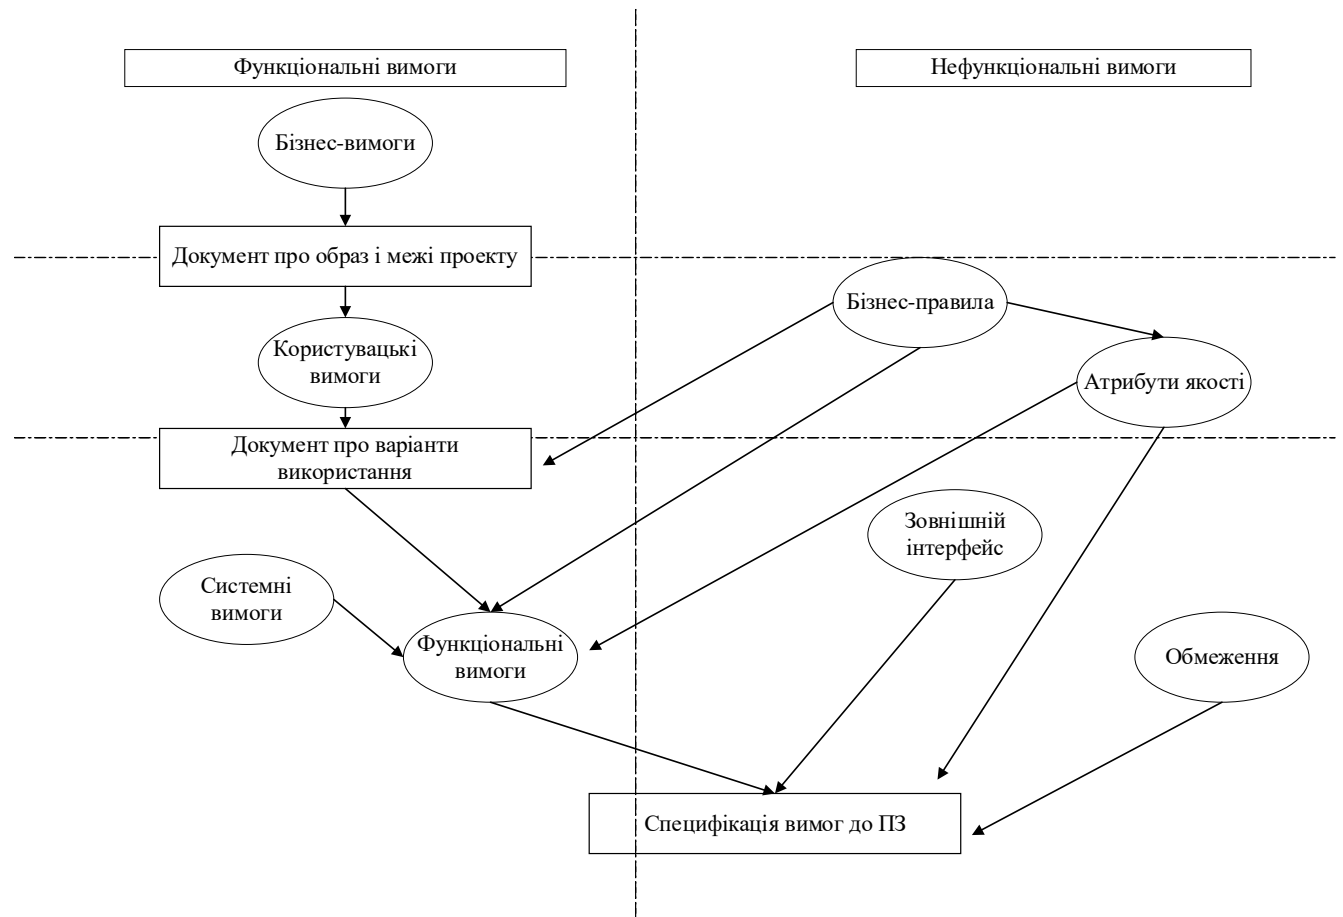 Функціональні вимоги
Нефункціональні вимоги
Бізнес-вимоги
Документ про образ і межі проекту
Бізнес-правила
Користувацькі
вимоги
Атрибути якості
Документ про варіанти
використання
Зовнішній
інтерфейс
Системні
вимоги
Функціональні
вимоги
Обмеження
Специфікація вимог до ПЗ